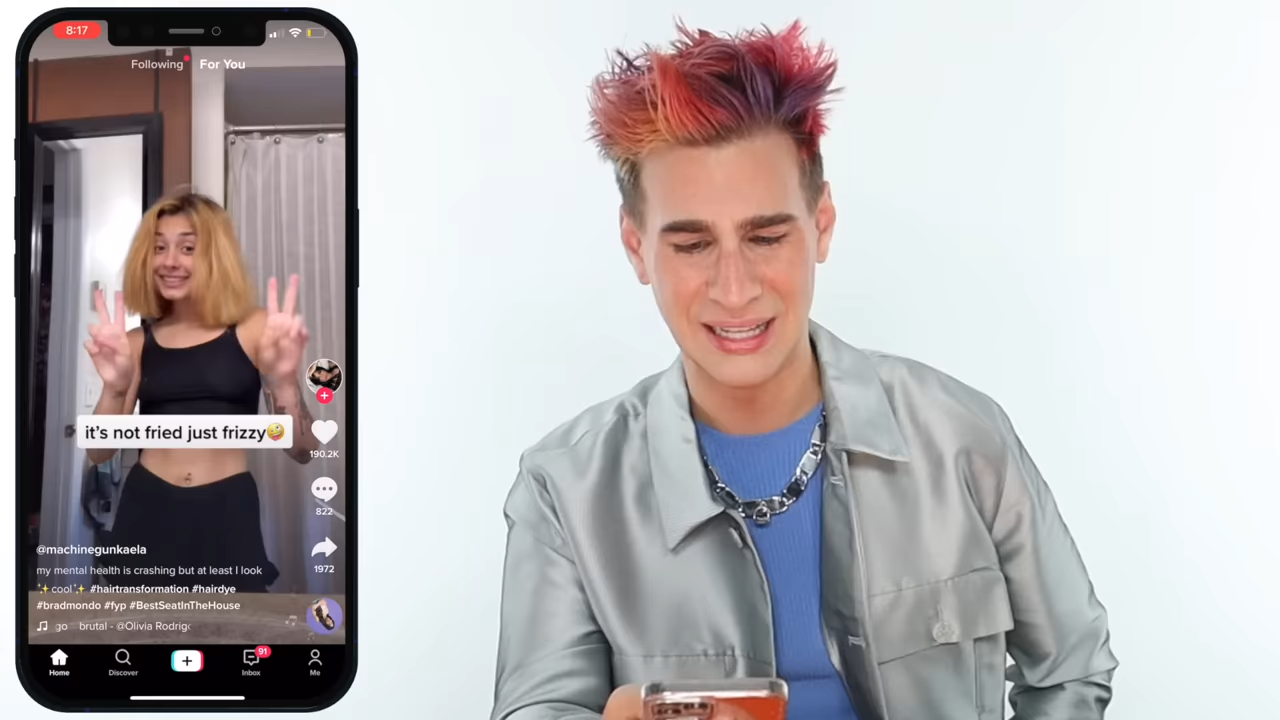 8:17
Following
For You
it's not fried just frizzy🤪
190.2K
822
1972
@machinegunkaela
my mental health is crashing but at least I look
✨cool✨ #hairtransformation #hairdye
#bradmondo #fyp #BestSeatInTheHouse
go brutal - @Olivia Rodrig
Home
Discover
91
Inbox
Me